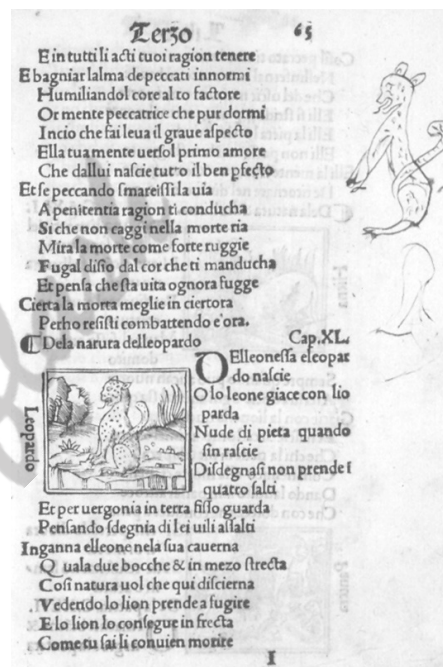 Terzo 65
E in tutti li acti tuoi ragion tenere
E bagniar lalma de peccati innormi
Humiliandol core al to factore
Or mente peccatrice che pur dormi
Incio che fai leua il graue aspecto
Ella tua mente uersol primo amore
Che dallui nascie tutto il ben pfecto
Et se peccando smareissi la uia
A penitentia ragion ti conducha
Si che non caggi nella morte ria
Mira la morte come forte ruggie
Fugal disio dal cor che ti manducha
Et pensa che sta uita ognora fugge
Cierta la morta meglie in ciertora
Perho resisti combattendo e'ora.
De la narura delleopardo Cap. XL.
DElleonessa eleopar
do nascie
O lo leone giace con lio
parda
Nude di pieta quando
sin rascie
Disdegnasi non prende i
quatro salti
Leopardo
Et per uergonia in terra fisso guarda
Pensando sdegnia di lei uili assalti
Inganna elleone nela sua cauerna
Quala due bocche & in mezo strecta
Cosi natura uol che qui discierna
Vedendo lo lion prende a fugire
E lo lion lo consegue in frecta
Come tu sai li conuien morire
I